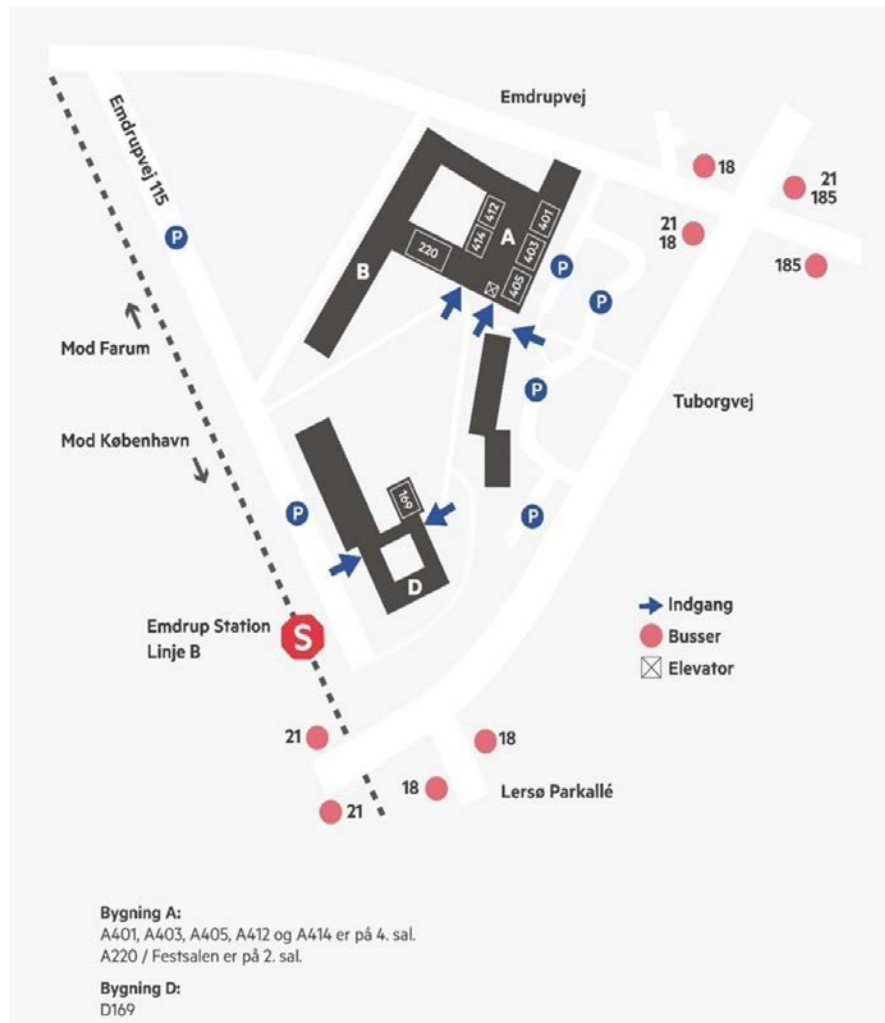 Emdrupvej
Emdrupvej 115
18
21
185
21
18
185
412
401
414
A
403
220
405
B
P
P
P
Mod Farum
P
Tuborgvej
Mod København
169
P
P
D
Indgang
Emdrup Station
Linje B
S
Busser
Elevator
21
18
18
Lersø Parkallé
21
Bygning A:
A401, A403, A405, A412 og A414 er på 4. sal.
A220 / Festsalen er på 2. sal.
Bygning D:
D169